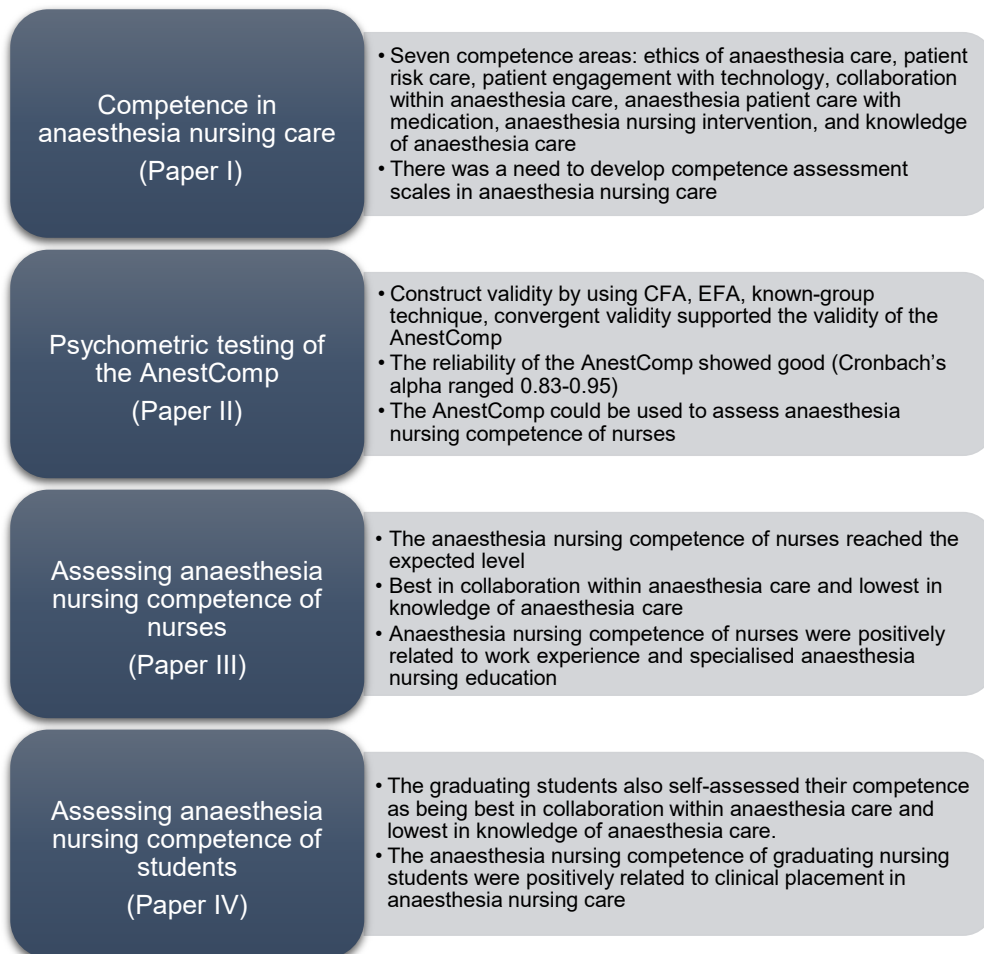 Competence in
anaesthesia nursing care
(Paper I)
• Seven competence areas: ethics of anaesthesia care, patient
risk care, patient engagement with technology, collaboration
within anaesthesia care, anaesthesia patient care with
medication, anaesthesia nursing intervention, and knowledge
of anaesthesia care
• There was a need to develop competence assessment
scales in anaesthesia nursing care
Psychometric testing of
the AnestComp
(Paper II)
• Construct validity by using CFA, EFA, known-group
technique, convergent validity supported the validity of the
AnestComp
• The reliability of the AnestComp showed good (Cronbach's
alpha ranged 0.83-0.95)
• The AnestComp could be used to assess anaesthesia
nursing competence of nurses
Assessing anaesthesia
nursing competence of
nurses
(Paper III)
• The anaesthesia nursing competence of nurses reached the
expected level
• Best in collaboration within anaesthesia care and lowest in
knowledge of anaesthesia care
• Anaesthesia nursing competence of nurses were positively
related to work experience and specialised anaesthesia
nursing education
Assessing anaesthesia
nursing competence of
students
(Paper IV)
• The graduating students also self-assessed their competence
as being best in collaboration within anaesthesia care and
lowest in knowledge of anaesthesia care.
• The anaesthesia nursing competence of graduating nursing
students were positively related to clinical placement in
anaesthesia nursing care